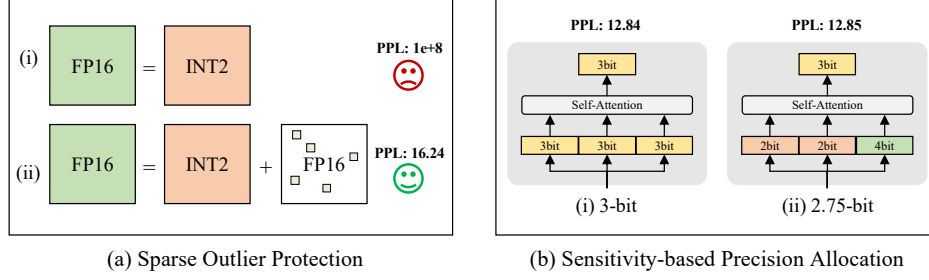 (i)
FP16
=
INT2
PPL: 1e+8
(ii)
FP16
=
INT2
+
FP16
PPL: 16.24
(a) Sparse Outlier Protection
PPL: 12.84
3bit
Self-Attention
3bit 3bit 3bit
(i) 3-bit
PPL: 12.85
3bit
Self-Attention
2bit 2bit 4bit
(ii) 2.75-bit
(b) Sensitivity-based Precision Allocation